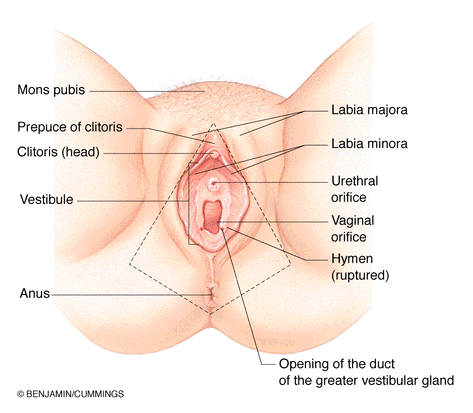 Mons pubis
Prepuce of clitoris
Clitoris (head)
Vestibule
Anus
Labia majora
Labia minora
Urethral
orifice
Vaginal
orifice
Hymen
(ruptured)
Opening of the duct
of the greater vestibular gland
© BENJAMIN/CUMMINGS